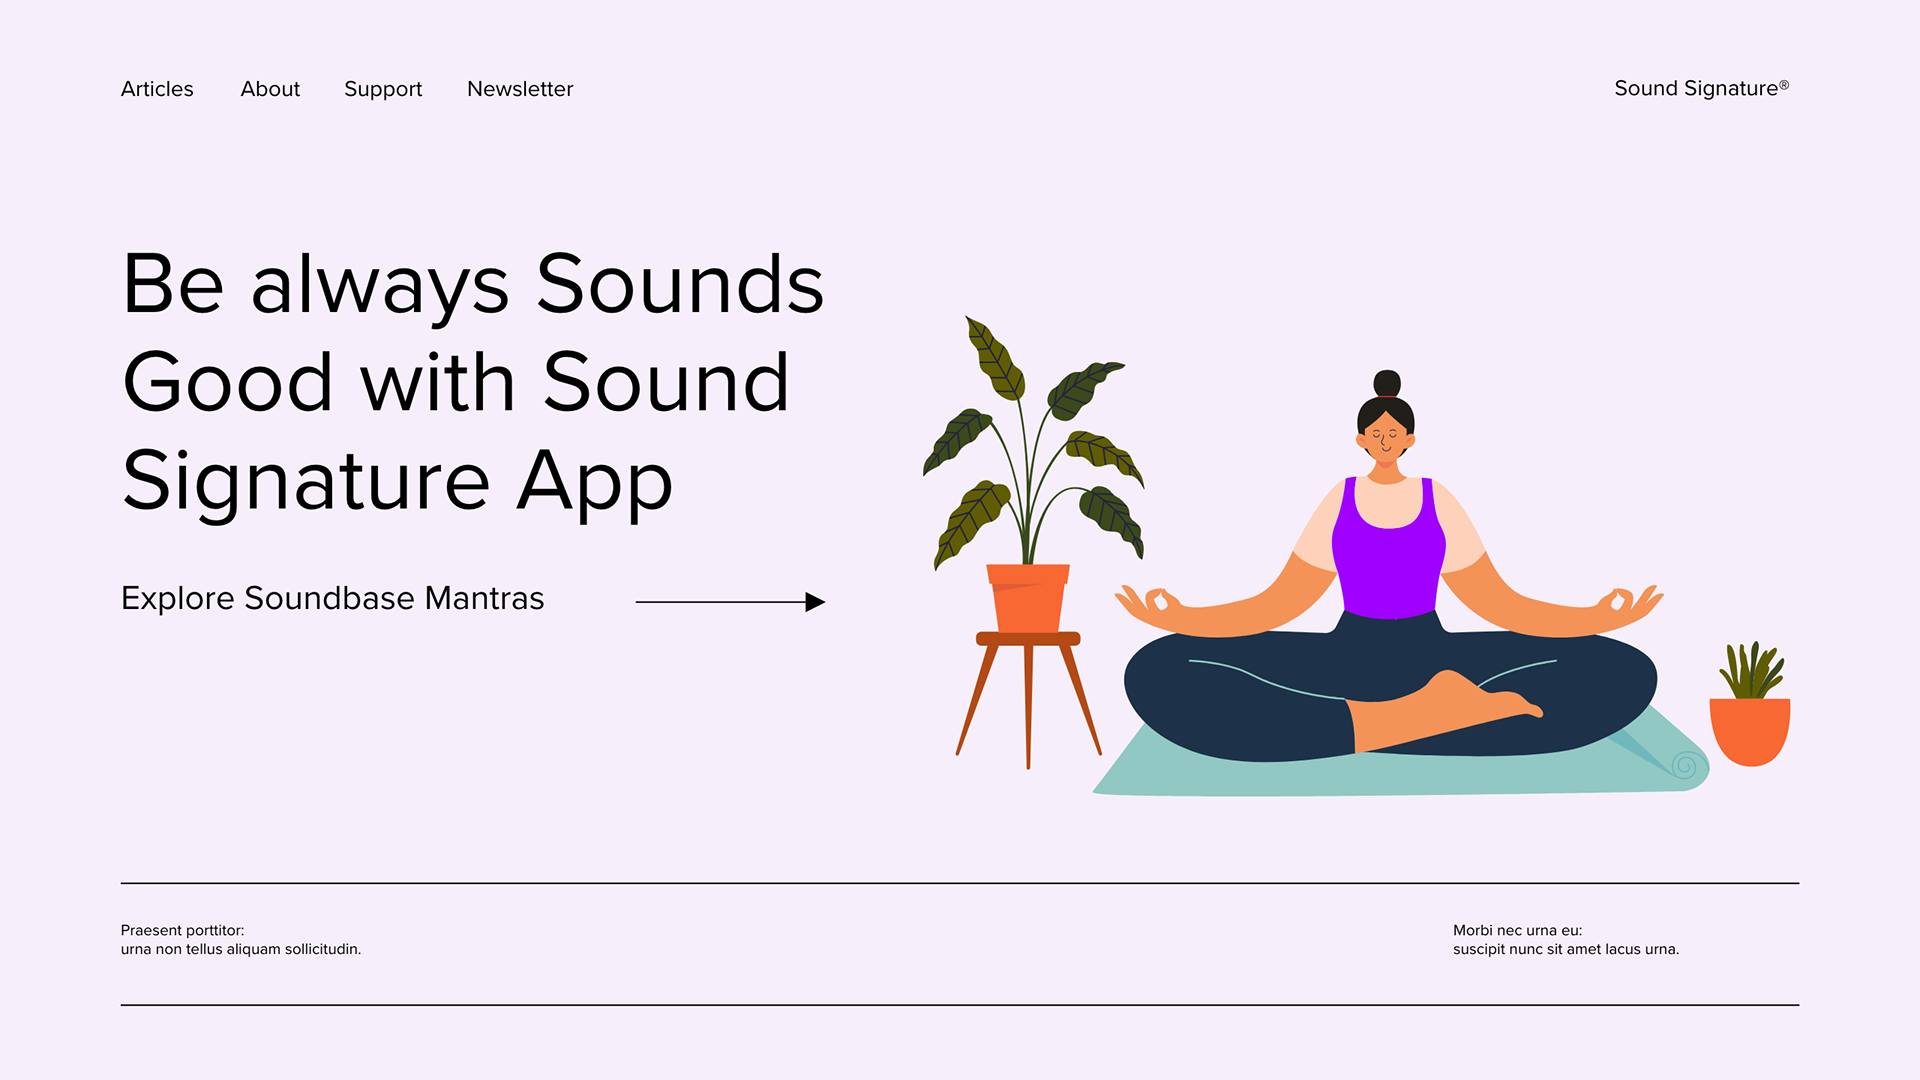 Articles About Support Newsletter Sound Signature®
Be always Sounds
Good with Sound
Signature App
Explore Soundbase Mantras
Praesent porttitor:
urna non tellus aliquam sollicitudin.
Morbi nec urna eu:
suscipit nunc sit amet lacus urna.